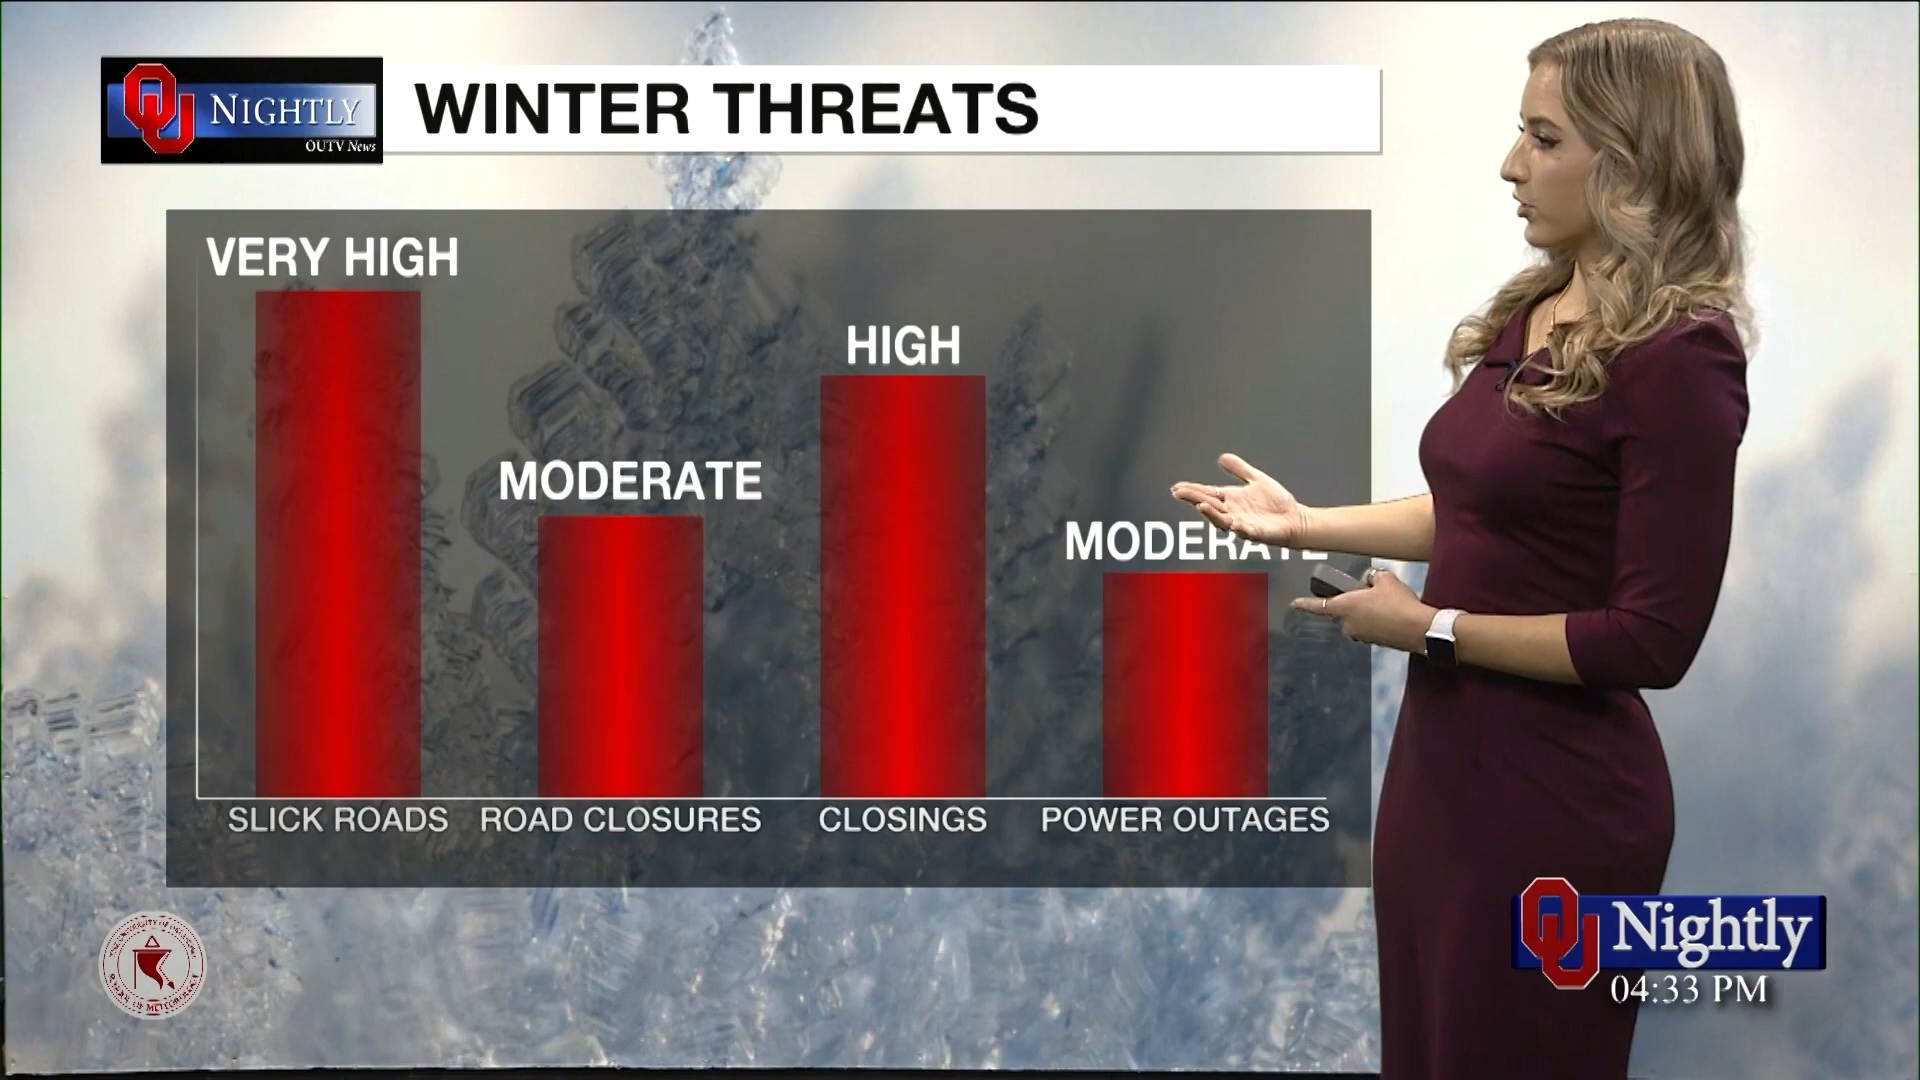 OU NIGHTLY
OUTV News
WINTER THREATS
VERY HIGH
MODERATE
HIGH
MODERATE
SLICK ROADS
ROAD CLOSURES
CLOSINGS
POWER OUTAGES
OU Nightly
04:33 PM